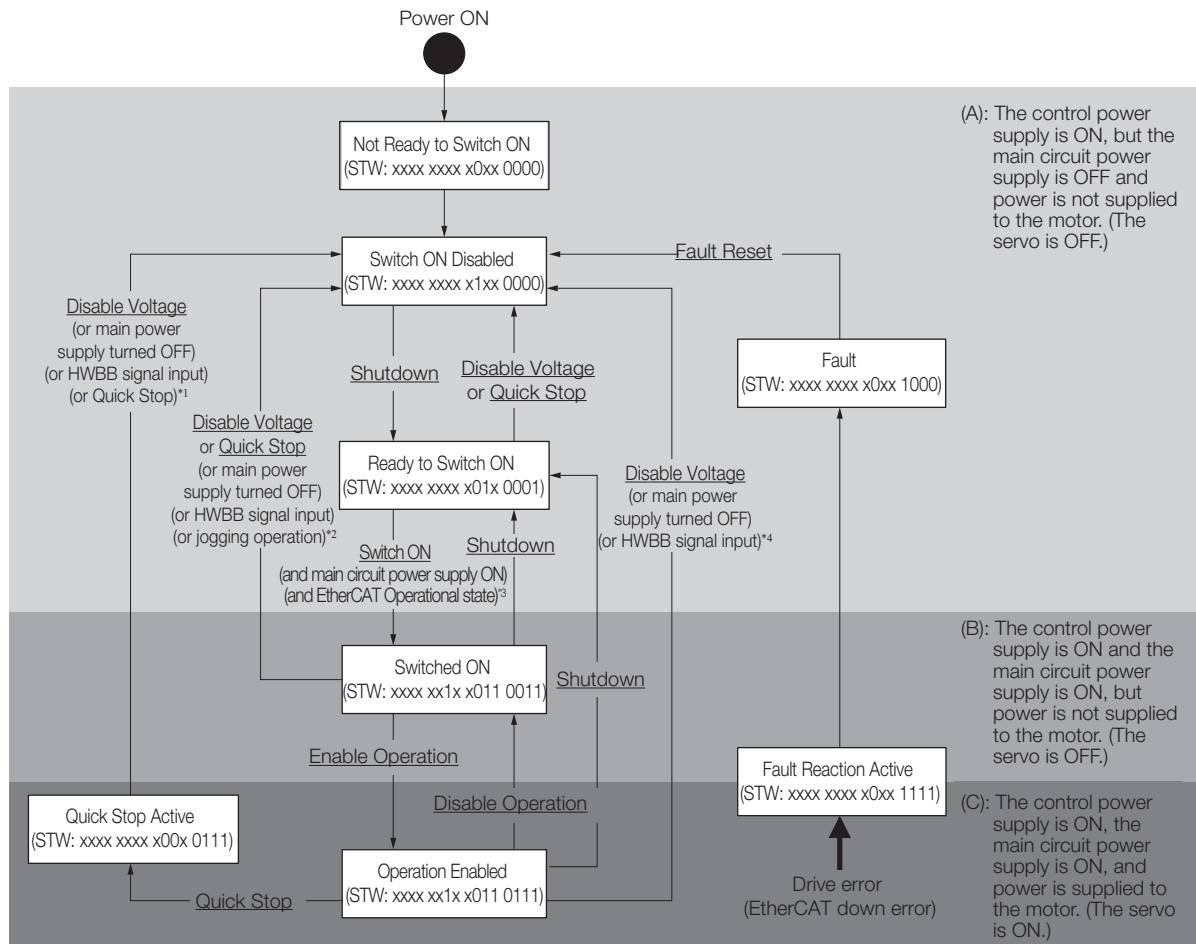 Power ON
Not Ready to Switch ON
(STW: xxxx xxxx x0xx 0000)
(A): The control power
supply is ON, but the
main circuit power
supply is OFF and
power is not supplied
to the motor. (The
servo is OFF.)
Switch ON Disabled
(STW: xxxx xxxx x1xx 0000)
Fault Reset
Disable Voltage
(or main power
supply turned OFF)
(or HWBB signal input)
(or Quick Stop)*1
Shutdown
Disable Voltage
or Quick Stop
Fault
(STW: xxxx xxxx x0xx 1000)
Disable Voltage
or Quick Stop
(or main power
supply turned OFF)
(or HWBB signal input)
(or jogging operation)*2
Ready to Switch ON
(STW: xxxx xxxx x01x 0001)
Disable Voltage
(or main power
supply turned OFF)
(or HWBB signal input)*4
Switch ON
(and main circuit power supply ON)
(and EtherCAT Operational state)*3
Shutdown
(B): The control power
supply is ON and the
main circuit power
supply is ON, but
power is not supplied
to the motor. (The
servo is OFF.)
Switched ON
(STW: xxxx xx1x x011 0011)
Shutdown
Enable Operation
Fault Reaction Active
(STW: xxxx xxxx x0xx 1111)
Quick Stop Active
(STW: xxxx xxxx x00x 0111)
Disable Operation
(C): The control power
supply is ON, the
main circuit power
supply is ON, and
power is supplied to
the motor. (The servo
is ON.)
Operation Enabled
(STW: xxxx xx1x x011 0111)
Quick Stop
Drive error
(EtherCAT down error)